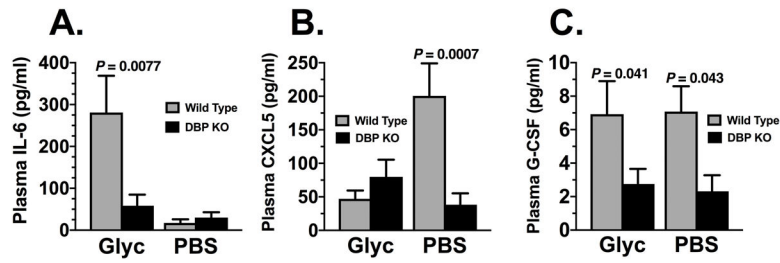 A.
P = 0.0077
Plasma IL-6 (pg/ml)
400
300
200
100
0
Wild Type
DBP KO
Glyc PBS
B.
P = 0.0007
Plasma CXCL5 (pg/ml)
250
200
150
100
50
0
Wild Type
DBP KO
Glyc PBS
C.
P = 0.041
P = 0.043
Plasma G-CSF (pg/ml)
10
8
6
4
2
0
Wild Type
DBP KO
Glyc PBS